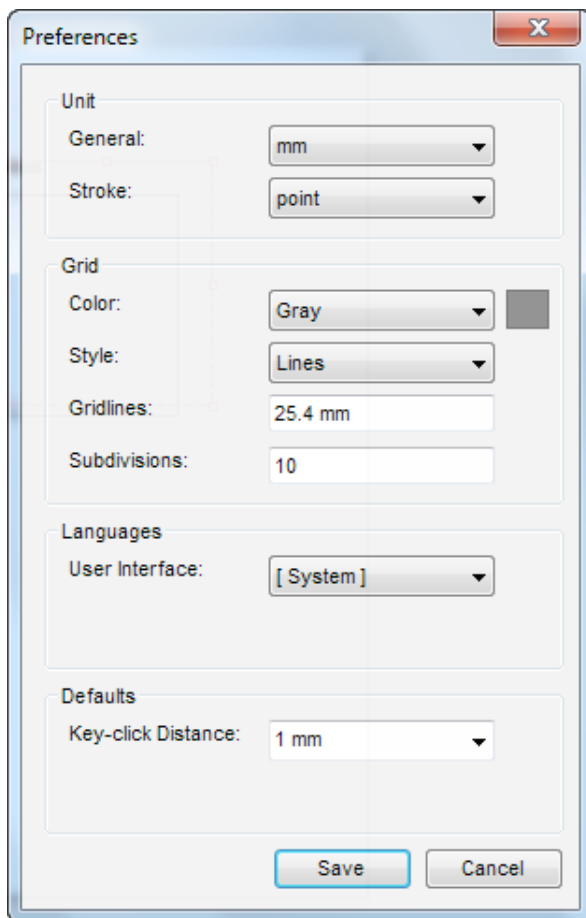 Preferences
Unit
General: mm
Stroke: point
Grid
Color: Gray
Style: Lines
Gridlines: 25.4 mm
Subdivisions: 10
Languages
User Interface: [ System ]
Defaults
Key-click Distance: 1 mm
Save Cancel